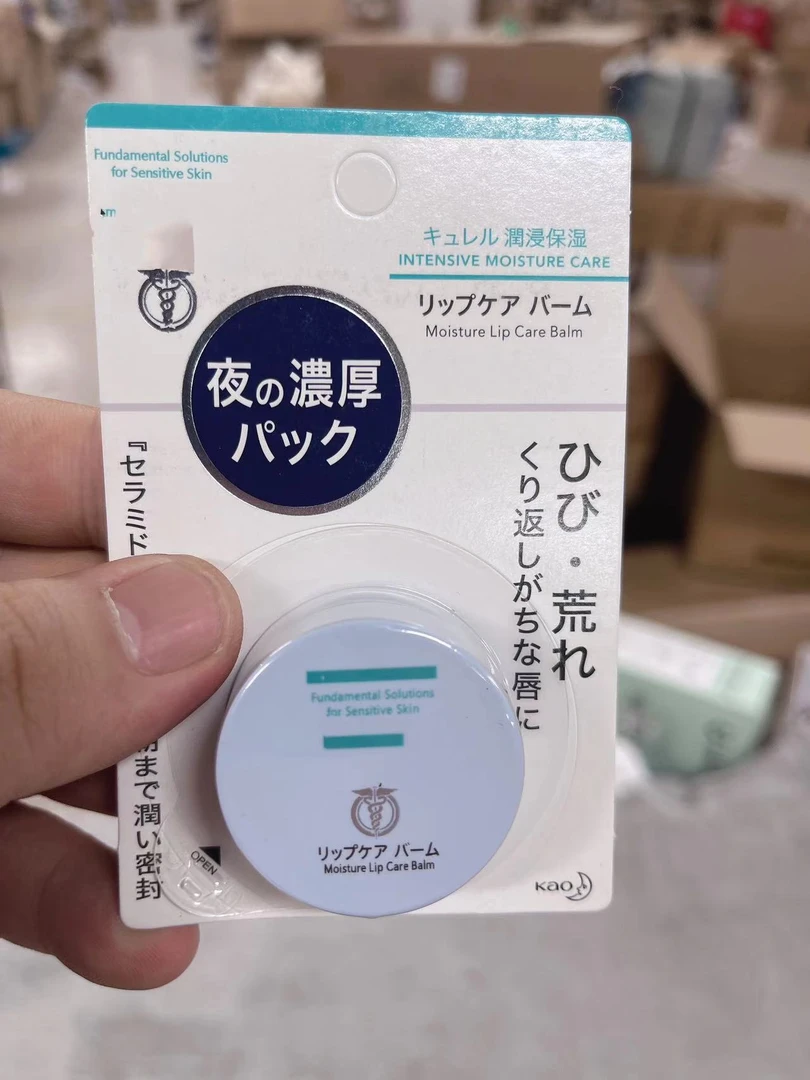 Fundamental Solutions
for Sensitive Skin
キュレル 潤浸保湿
INTENSIVE MOISTURE CARE
リップケア バーム
Moisture Lip Care Balm
夜の濃厚
パック
ひび・荒れ
くり返しがちな唇に
『セラミド
まで潤い密封
Fundamental Solutions
for Sensitive Skin
リップケア バーム
Moisture Lip Care Balm
OPEN
Kao